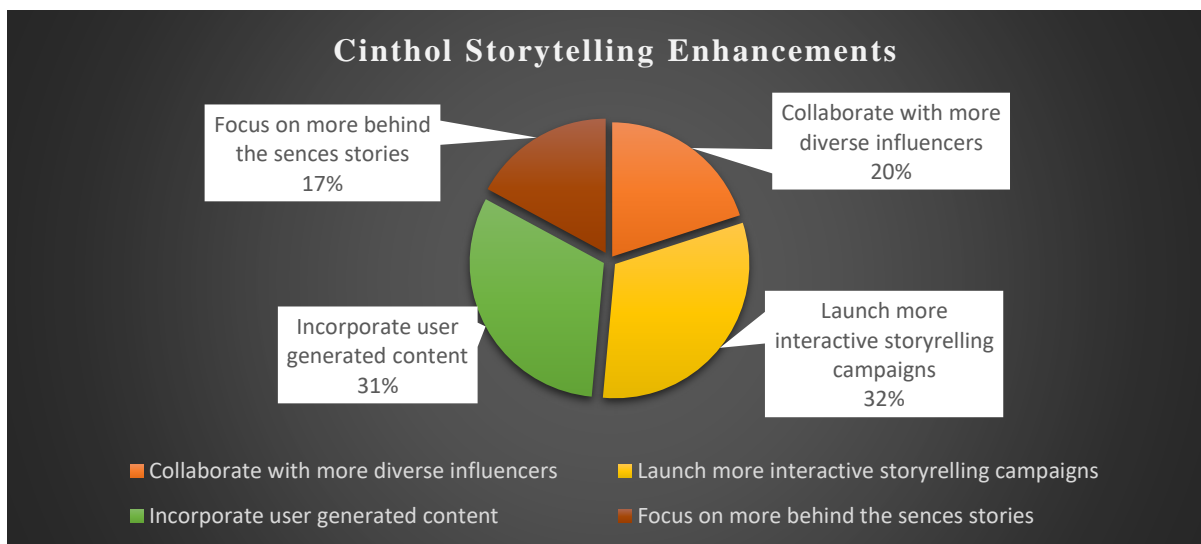 Cinthol Storytelling Enhancements
Focus on more behind
the sences stories
17%
Collaborate with more
diverse influencers
20%
Incorporate user
generated content
31%
Launch more
interactive storyrelling
campaigns
32%
Collaborate with more diverse influencers
Launch more interactive storyrelling campaigns
Incorporate user generated content
Focus on more behind the sences stories